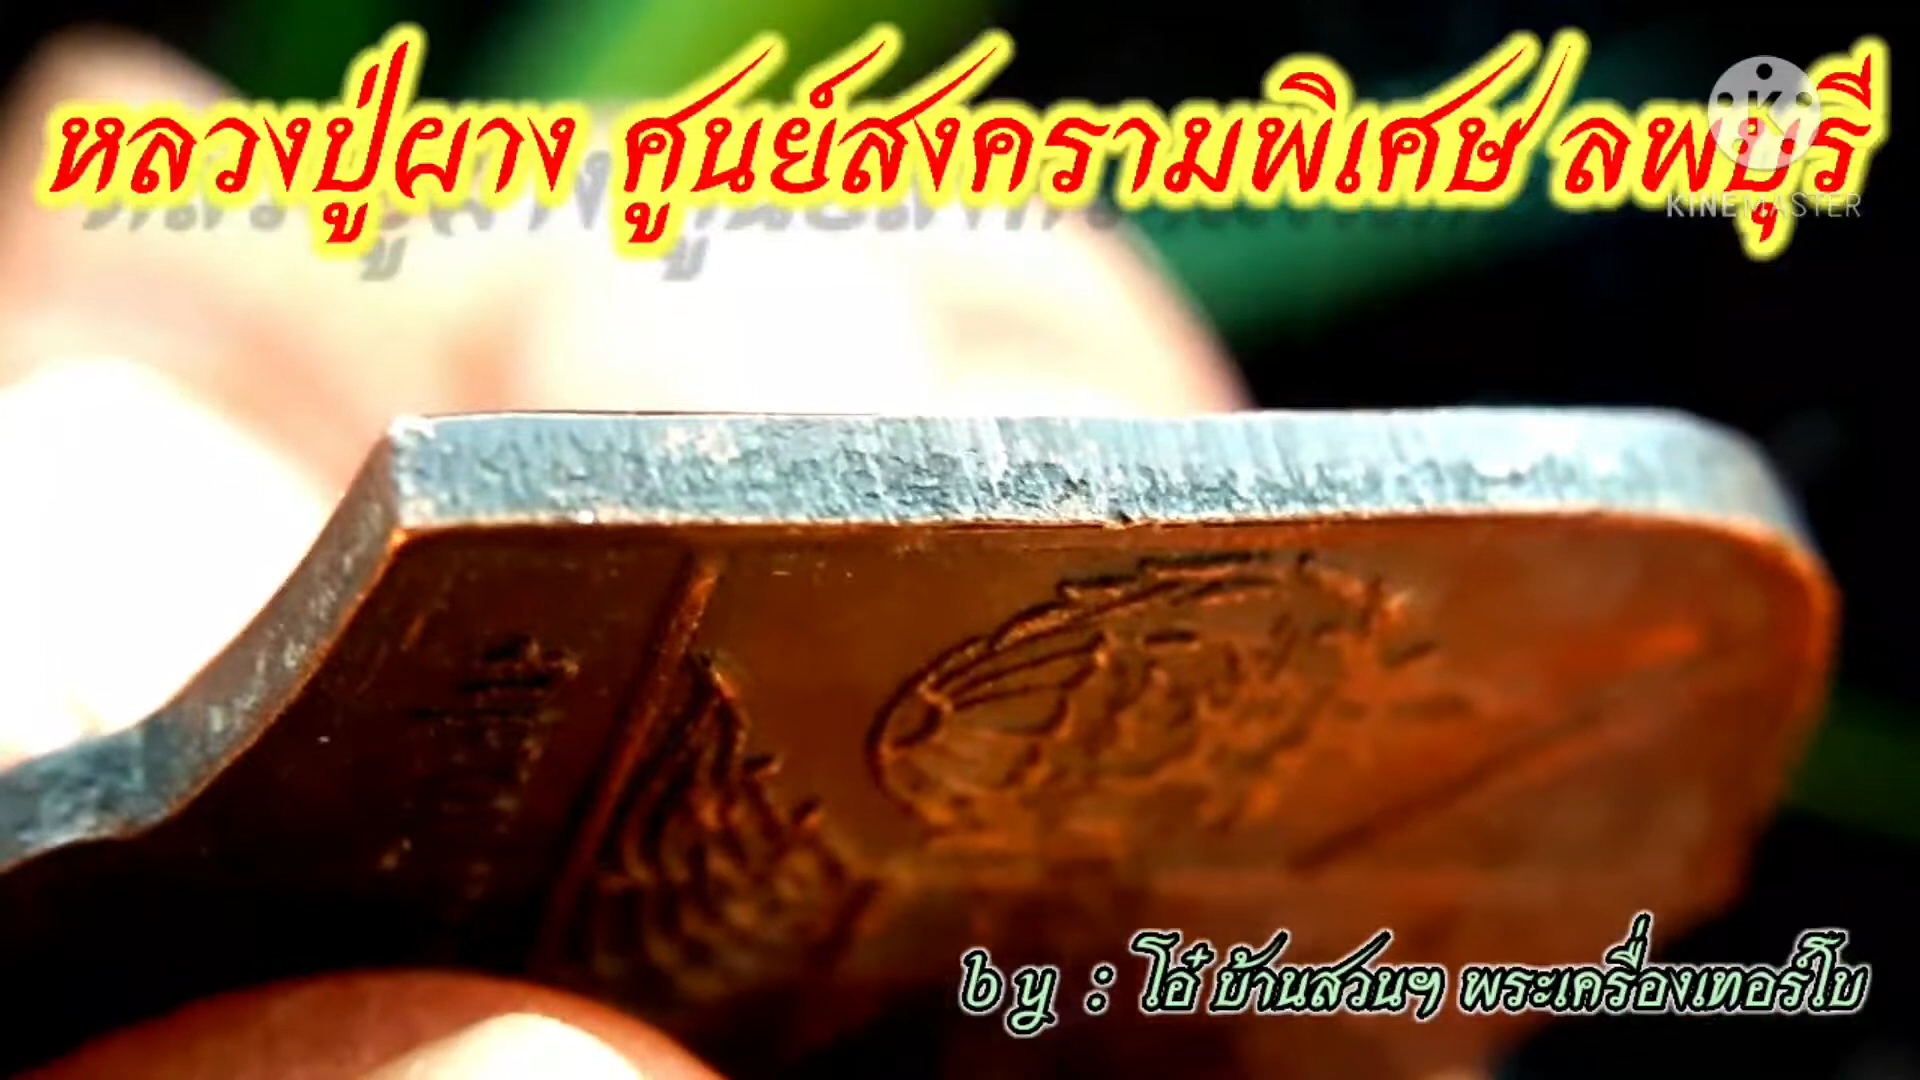 หลวงปู่ผาง ศูนย์สงครามพิเศษ ลพบุรี
KINEMASTER
by : โอ๋ บ้านสวนฯ พระเครื่องเทอร์โบ